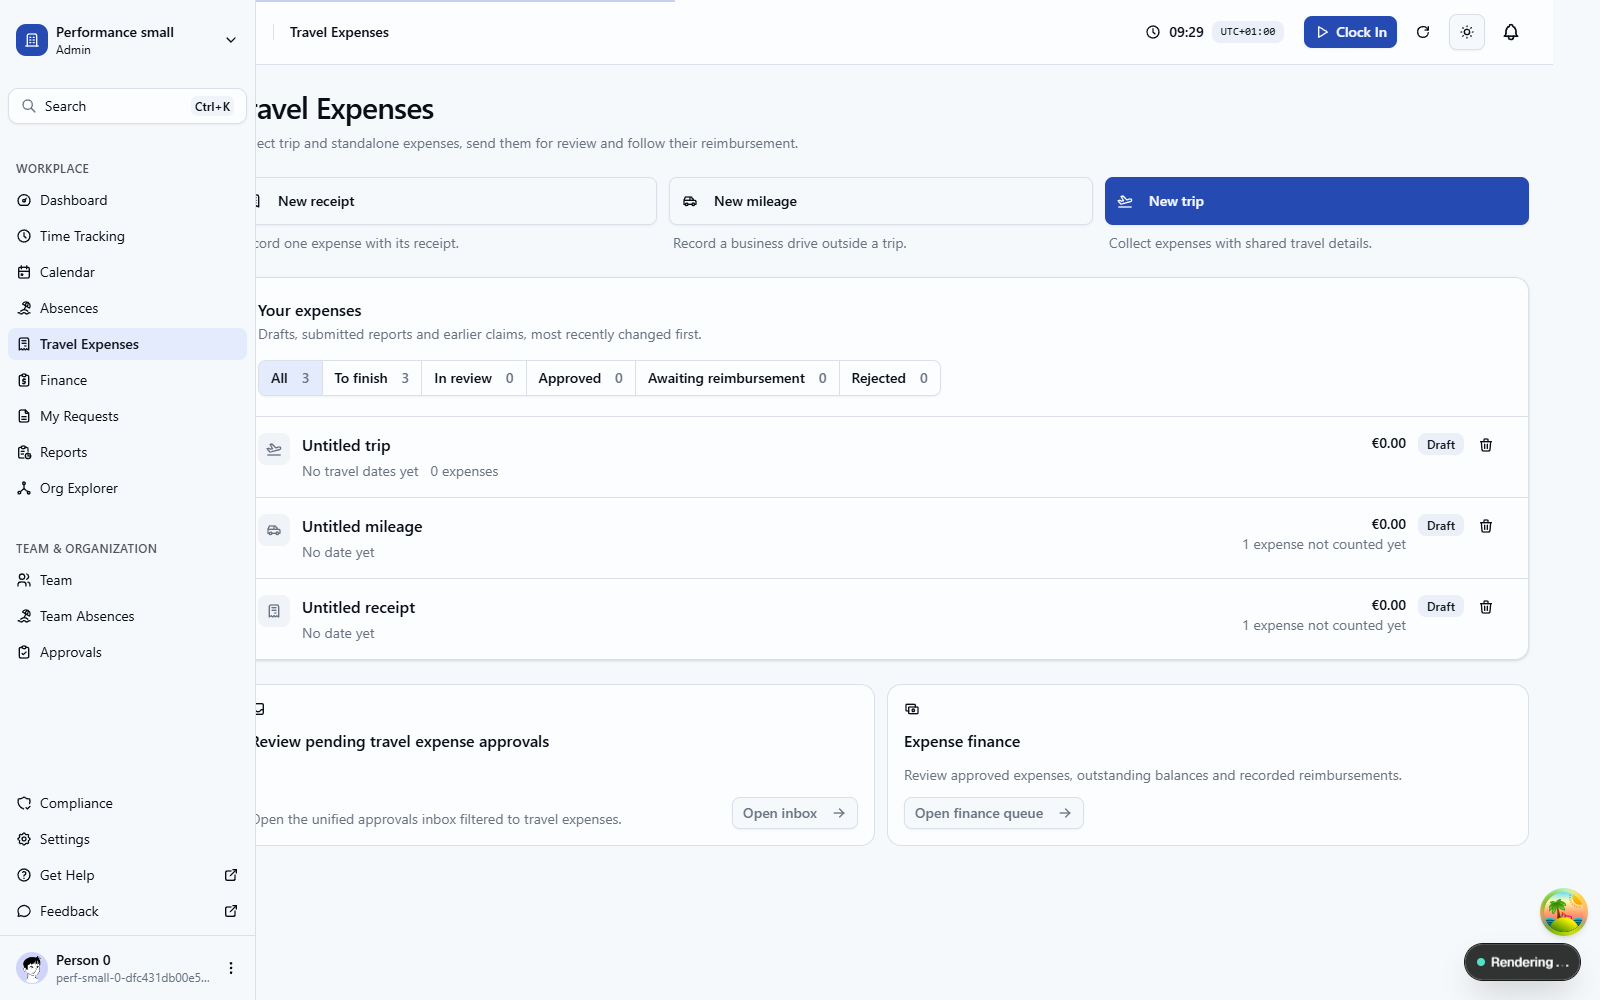 Performance small
Admin
Search
Ctrl+K
WORKPLACE
Dashboard
Time Tracking
Calendar
Absences
Travel Expenses
Finance
My Requests
Reports
Org Explorer
TEAM & ORGANIZATION
Team
Team Absences
Approvals
Compliance
Settings
Get Help
Feedback
Person 0
perf-small-0-dfc431db00e5...
Travel Expenses
09:29
UTC+01:00
Clock In
ravel Expenses
ect trip and standalone expenses, send them for review and follow their reimbursement.
New receipt
cord one expense with its receipt.
New mileage
Record a business drive outside a trip.
New trip
Collect expenses with shared travel details.
Your expenses
Drafts, submitted reports and earlier claims, most recently changed first.
All 3
To finish 3
In review 0
Approved 0
Awaiting reimbursement 0
Rejected 0
Untitled trip
No travel dates yet 0 expenses
€0.00
Draft
Untitled mileage
No date yet
€0.00
Draft
1 expense not counted yet
Untitled receipt
No date yet
€0.00
Draft
1 expense not counted yet
Review pending travel expense approvals
Open the unified approvals inbox filtered to travel expenses.
Open inbox
Expense finance
Review approved expenses, outstanding balances and recorded reimbursements.
Open finance queue
Rendering...